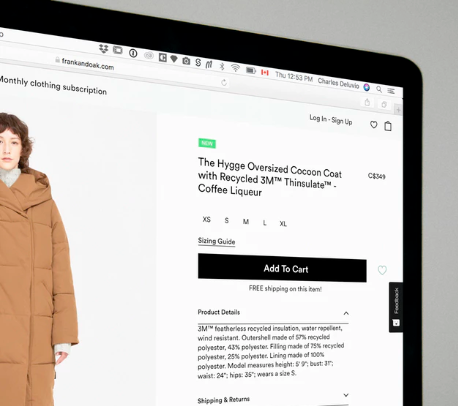 frankandoak.com
Thu 12:53 PM Charles Deluvio
Monthly clothing subscription
Log In - Sign Up
NEW
The Hygge Oversized Cocoon Coat
with Recycled 3M™ Thinsulate™ -
Coffee Liqueur
C$349
XS S M L XL
Sizing Guide
Add To Cart
FREE shipping on this item!
Feedback
Product Details
3M™ featherless recycled insulation, water repellent,
wind resistant. Outershell made of 57% recycled
polyester, 43% polyester. Filling made of 75% recycled
polyester, 25% polyester. Lining made of 100%
polyester. Model measures height: 5' 9"; bust: 31";
waist: 24"; hips: 35"; wears a size S.
Shipping & Returns